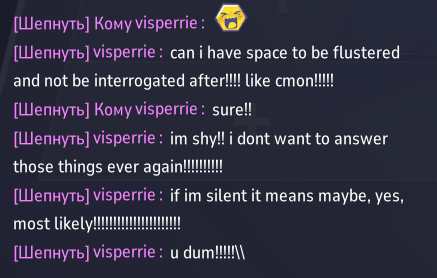 [Шепнуть] Кому visperrie :
[Шепнуть] visperrie : can i have space to be flustered
and not be interrogated after!!!! like cmon!!!!!
[Шепнуть] Кому visperrie : sure!!
[Шепнуть] visperrie : im shy!! i dont want to answer
those things ever again!!!!!!!!!!
[Шепнуть] visperrie : if im silent it means maybe, yes,
most likely!!!!!!!!!!!!!!!!!!!!!!
[Шепнуть] visperrie : u dum!!!!!\\